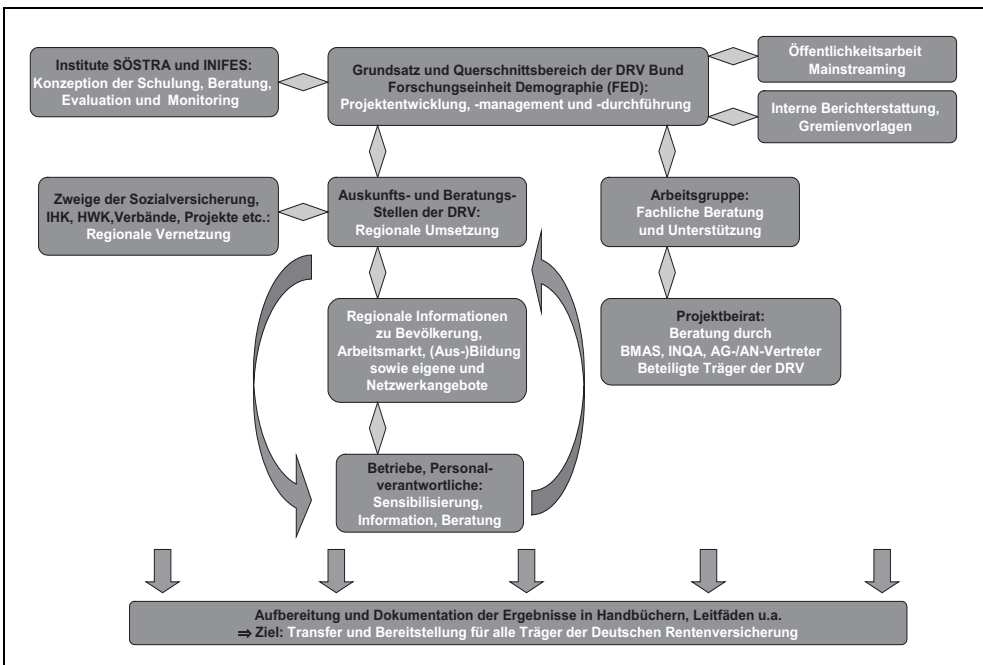 Institute SÖSTRA und INIFES:
Konzeption der Schulung, Beratung,
Evaluation und Monitoring
Grundsatz und Querschnittsbereich der DRV Bund
Forschungseinheit Demographie (FED):
Projektentwicklung, -management und -durchführung
Öffentlichkeitsarbeit
Mainstreaming
Interne Berichterstattung,
Gremienvorlagen
Zweige der Sozialversicherung,
IHK, HWK,Verbände, Projekte etc.:
Regionale Vernetzung
Auskunfts- und Beratungs-
Stellen der DRV:
Regionale Umsetzung
Arbeitsgruppe:
Fachliche Beratung
und Unterstützung
Regionale Informationen
zu Bevölkerung,
Arbeitsmarkt, (Aus-)Bildung
sowie eigene und
Netzwerkangebote
Projektbeirat:
Beratung durch
BMAS, INQA, AG-/AN-Vertreter
Beteiligte Träger der DRV
Betriebe, Personal-
verantwortliche:
Sensibilisierung,
Information, Beratung
Aufbereitung und Dokumentation der Ergebnisse in Handbüchern, Leitfäden u.a.
⇒ Ziel: Transfer und Bereitstellung für alle Träger der Deutschen Rentenversicherung